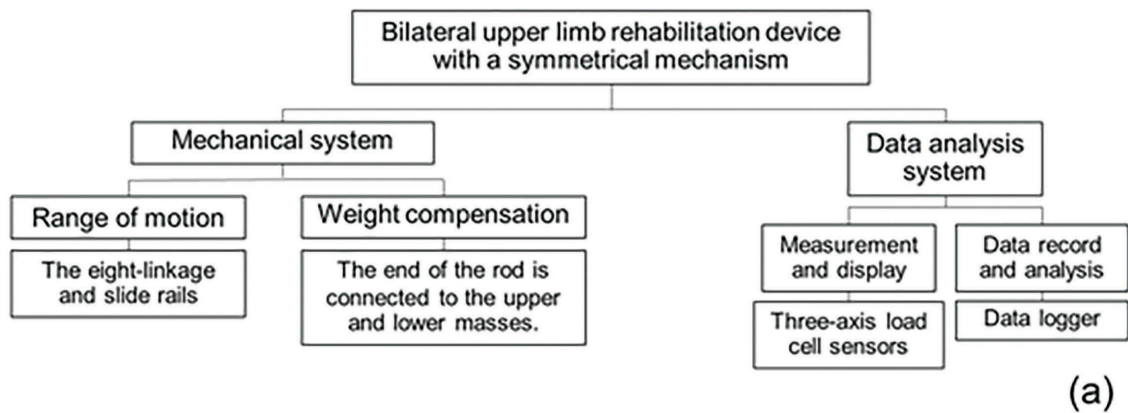 Bilateral upper limb rehabilitation device
with a symmetrical mechanism
Mechanical system
Data analysis
system
Range of motion
Weight compensation
The eight-linkage
and slide rails
The end of the rod is
connected to the upper
and lower masses.
Measurement
and display
Data record
and analysis
Three-axis load
cell sensors
Data logger
(a)